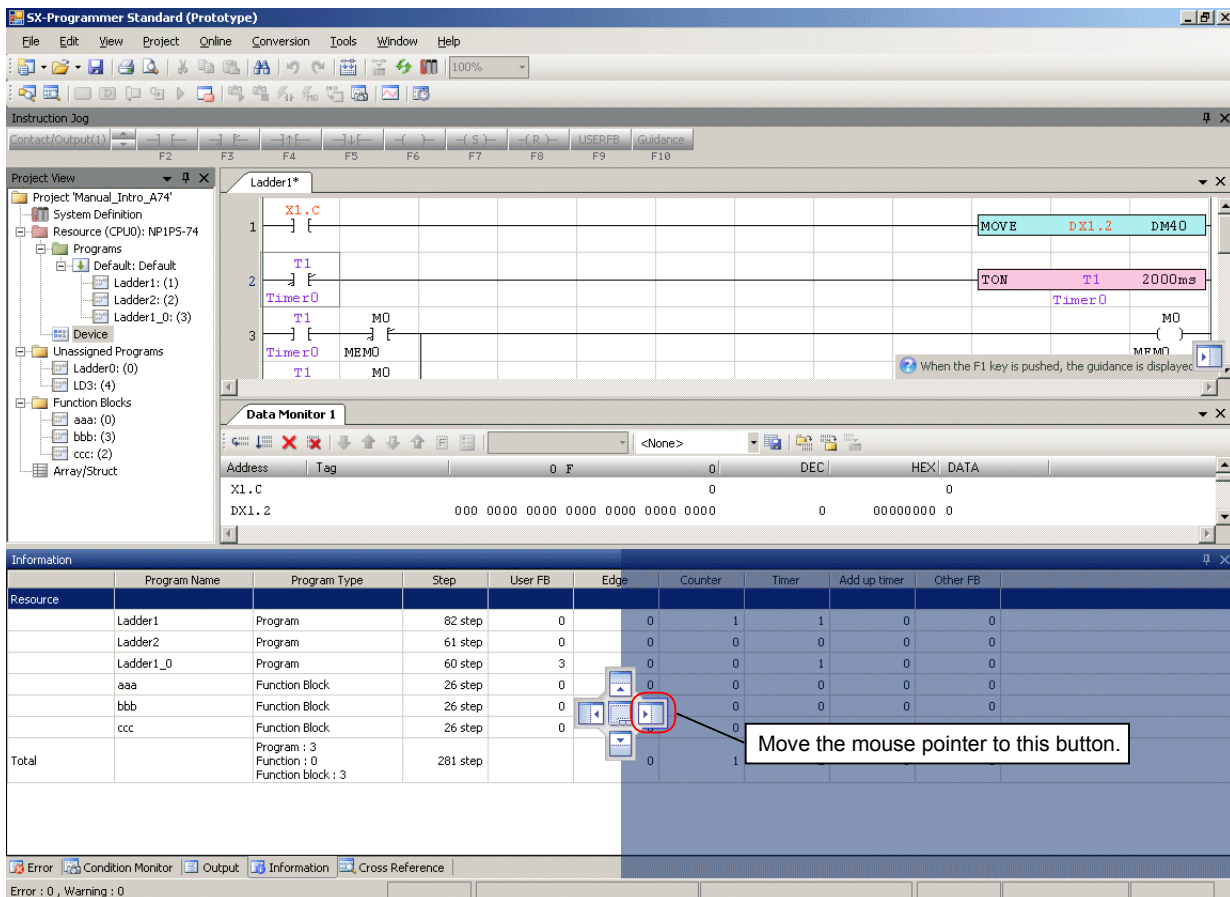 SX-Programmer Standard (Prototype)
File Edit View Project Online Conversion Tools Window Help
100%
Instruction Jog
Contact/Output(1) ( ) (S) (R) USERFB Guidance
F2 F3 F4 F5 F6 F7 F8 F9 F10
Project View
Project 'Manual_Intro_A74'
System Definition
Resource (CPU0): NP1PS-74
Programs
Default: Default
Ladder1: (1)
Ladder2: (2)
Ladder1_0: (3)
Device
Unassigned Programs
Ladder0: (0)
LD3: (4)
Function Blocks
aaa: (0)
bbb: (3)
ccc: (2)
Array/Struct
Ladder1*
X1.C
1 MOVE DX1.2 DM40
T1
2 TON T1 2000ms
Timer0 Timer0
T1 M0 M0
3 ( )
Timer0 MEM0 MEM0
T1 M0
When the F1 key is pushed, the guidance is displayed
Data Monitor 1
<None>
Address Tag 0 F 0 DEC HEX DATA
X1.C 0 0
DX1.2 000 0000 0000 0000 0000 0000 0000 0 00000000 0
Information
Program Name Program Type Step User FB Edge Counter Timer Add up timer Other FB
Resource
Ladder1 Program 82 step 0 0 1 1 0 0
Ladder2 Program 61 step 0 0 0 0 0 0
Ladder1_0 Program 60 step 3 0 0 1 0 0
aaa Function Block 26 step 0 0 0 0 0 0
bbb Function Block 26 step 0 0 0 0 0
ccc Function Block 26 step 0 0 0
Program : 3
Total Function : 0 281 step 0 1
Function block : 3
Move the mouse pointer to this button.
Error Condition Monitor Output Information Cross Reference
Error : 0 , Warning : 0